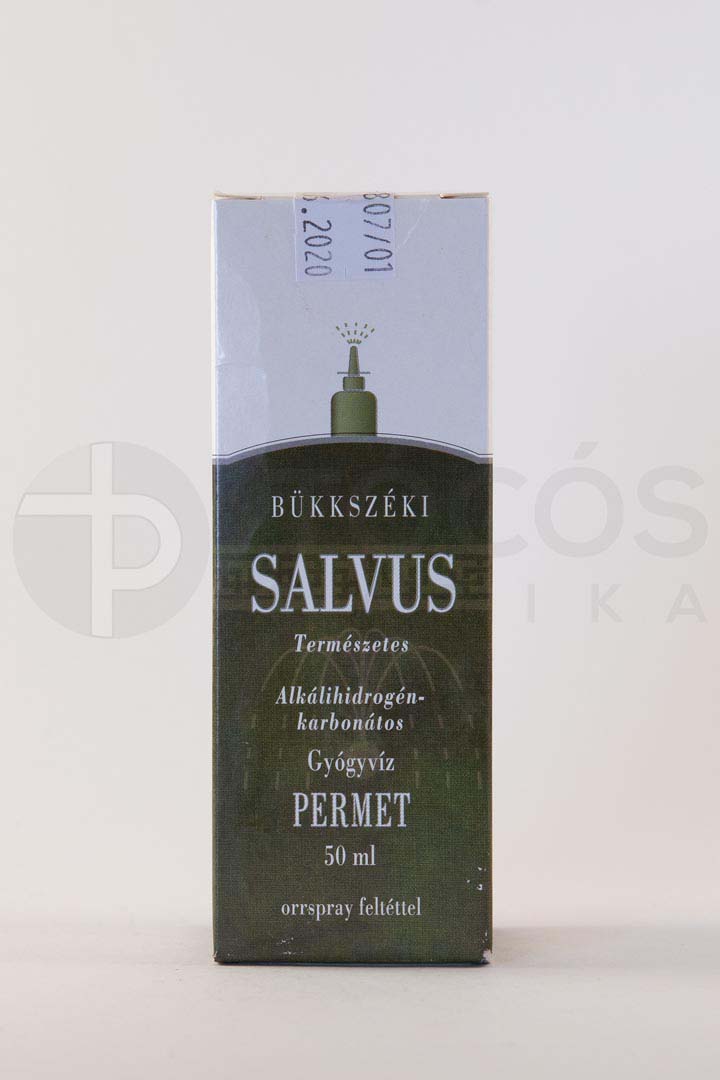 807/01
.2020
BÜKKSZÉKI
SALVUS
Természetes
Alkálihidrogén-
karbonátos
Gyógyvíz
PERMET
50 ml
orrspray feltéttel